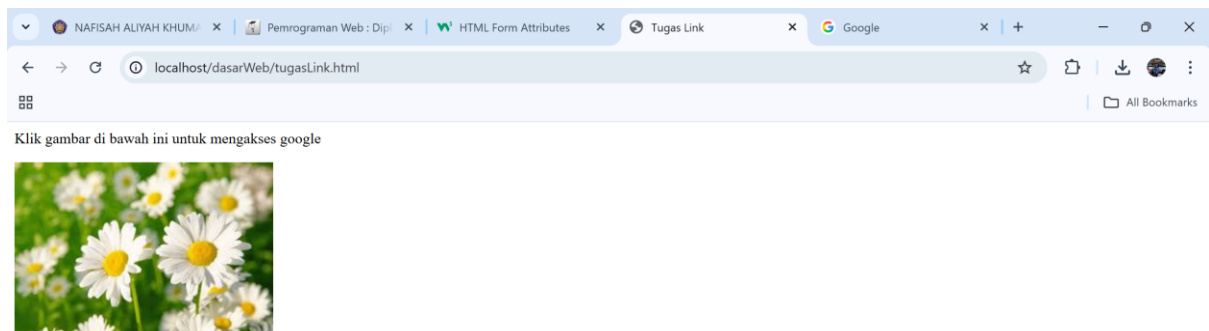 NAFISAH ALIYAH KHUMA
Pemrograman Web : Dip
HTML Form Attributes
Tugas Link
Google
localhost/dasarWeb/tugasLink.html
All Bookmarks
Klik gambar di bawah ini untuk mengakses google